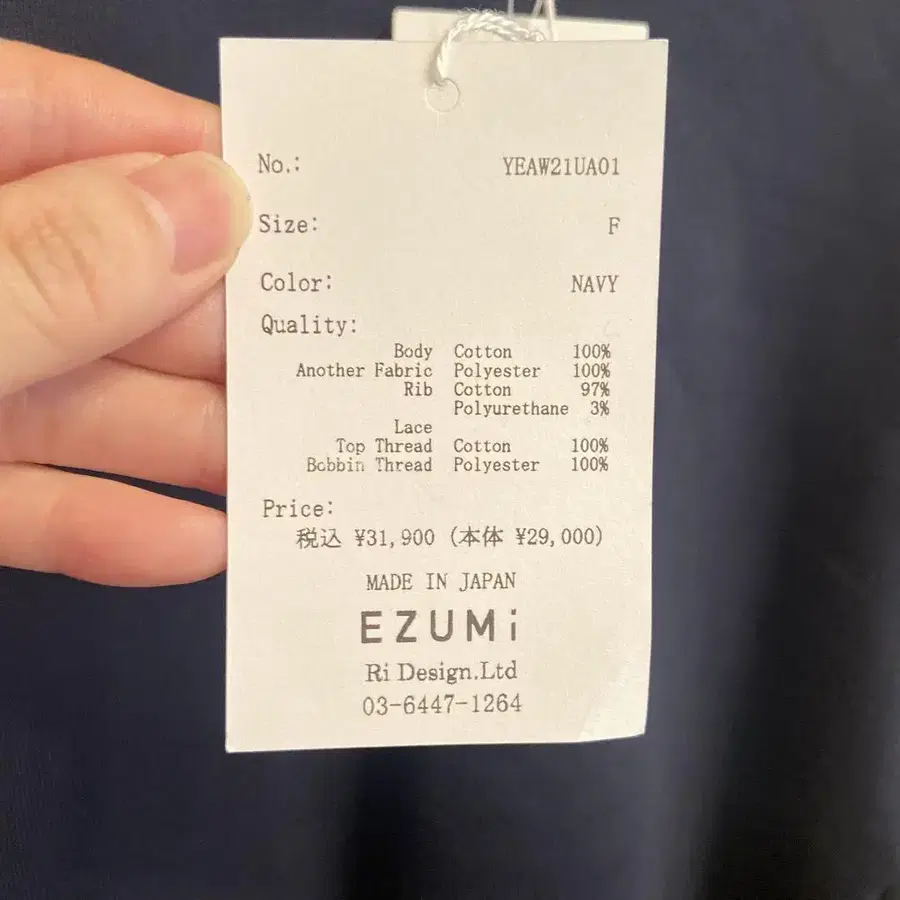 No.: YEAW21UA01
Size: F
Color: NAVY
Quality:
Body Cotton 100%
Another Fabric Polyester 100%
Rib Cotton 97%
Polyurethane 3%
Lace
Top Thread Cotton 100%
Bobbin Thread Polyester 100%
Price:
税込 ¥31,900 (本体 ¥29,000)
MADE IN JAPAN
EZUMi
Ri Design.Ltd
03-6447-1264